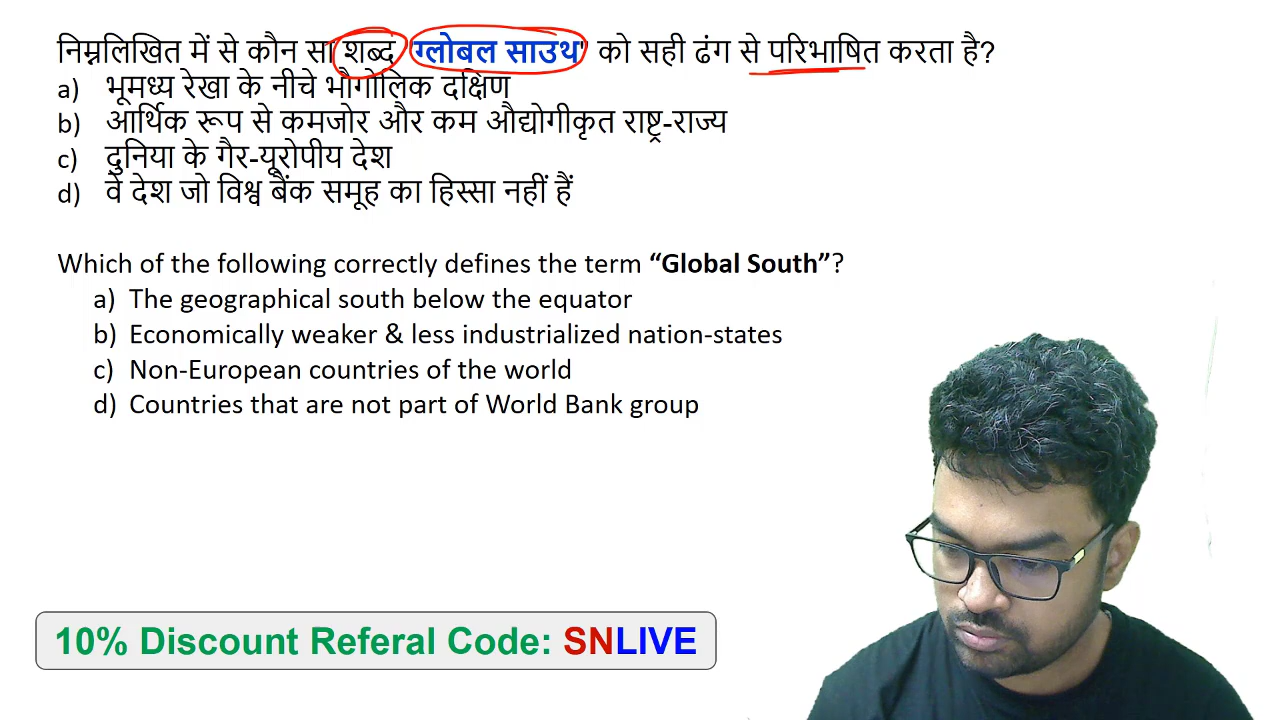 निम्नलिखित में से कौन सा शब्द 'ग्लोबल साउथ' को सही ढंग से परिभाषित करता है?
a) भूमध्य रेखा के नीचे भौगोलिक दक्षिण
b) आर्थिक रूप से कमजोर और कम औद्योगीकृत राष्ट्र-राज्य
c) दुनिया के गैर-यूरोपीय देश
d) वे देश जो विश्व बैंक समूह का हिस्सा नहीं हैं
Which of the following correctly defines the term “Global South”?
a) The geographical south below the equator
b) Economically weaker & less industrialized nation-states
c) Non-European countries of the world
d) Countries that are not part of World Bank group
10% Discount Referal Code: SNLIVE